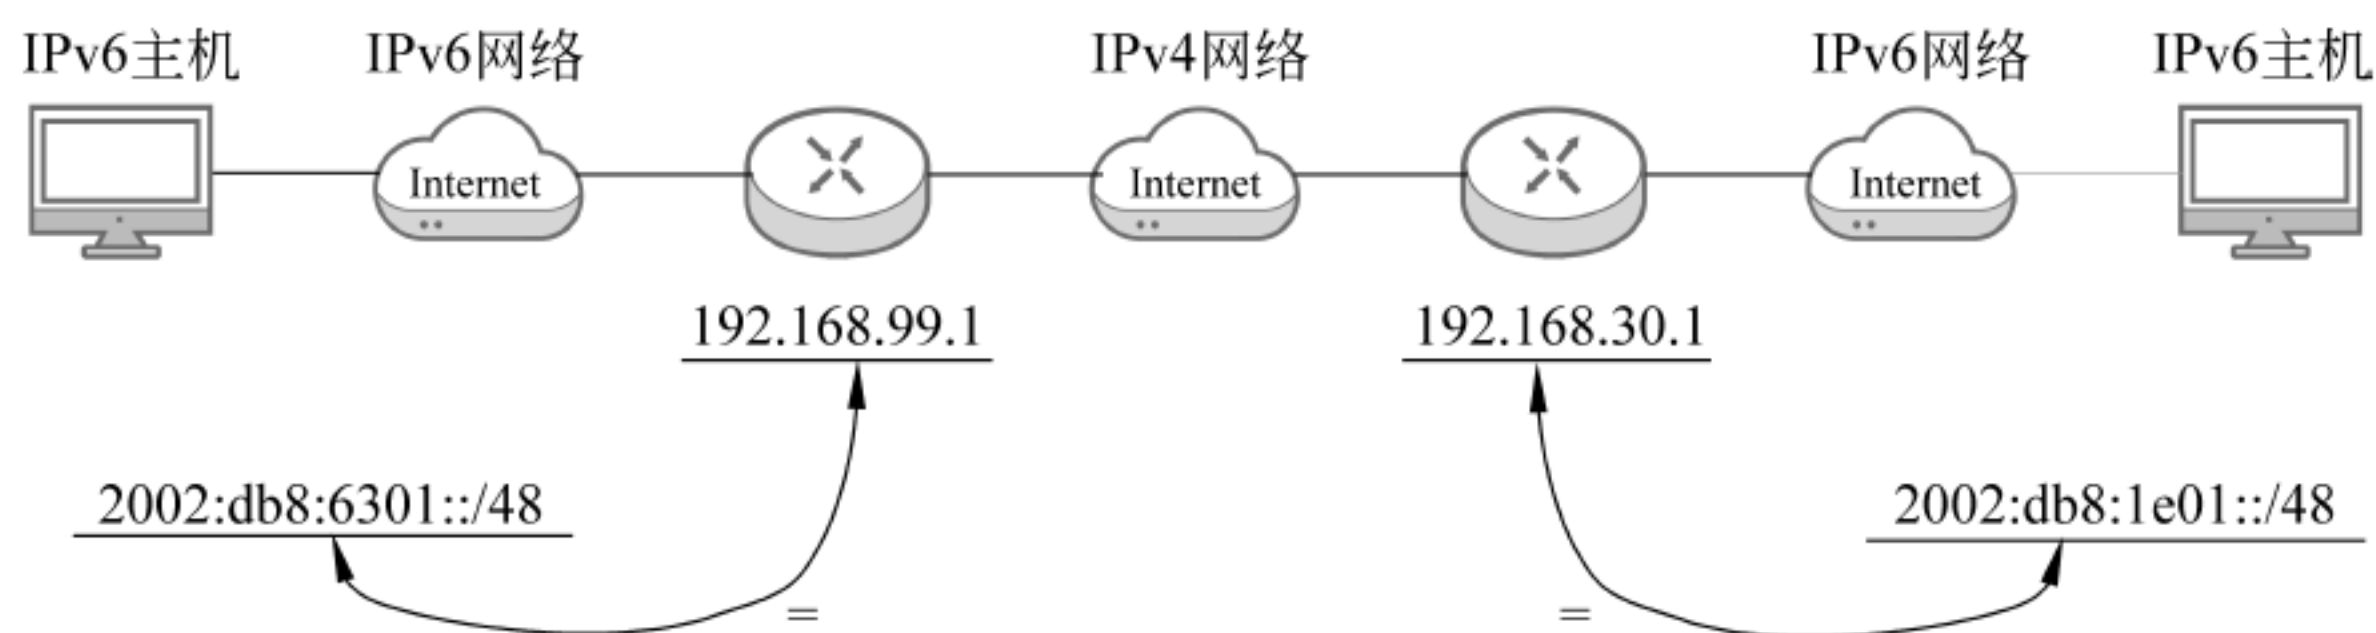 IPv6主机 IPv6网络 IPv4网络 IPv6网络 IPv6主机
Internet Internet Internet
192.168.99.1 192.168.30.1
2002:db8:6301::/48 2002:db8:1e01::/48
= =